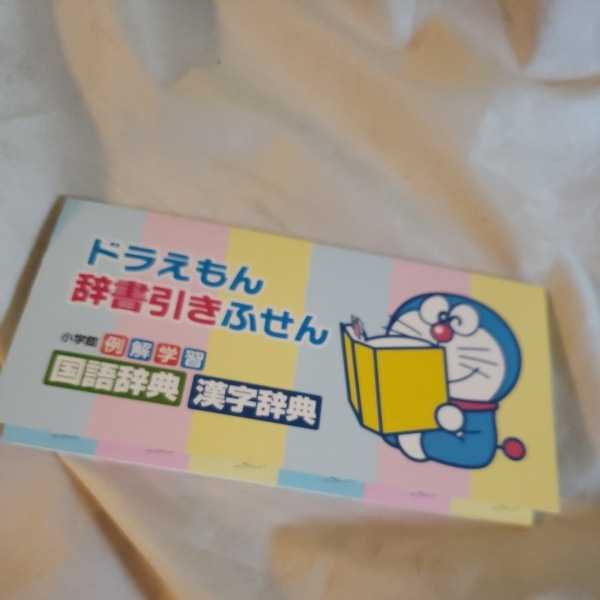 ドラえもん
辞書引きふせん
小学館 例解学習
国語辞典 漢字辞典